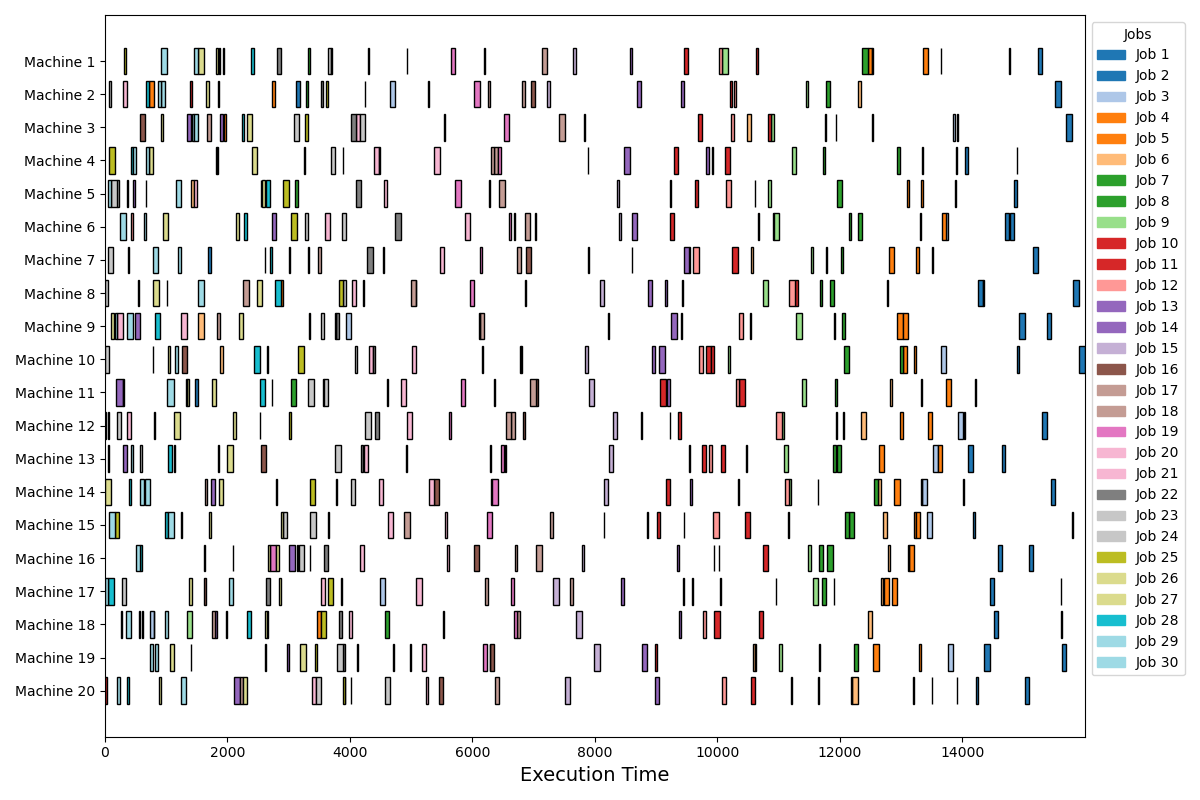 Machine 1
Machine 2
Machine 3
Machine 4
Machine 5
Machine 6
Machine 7
Machine 8
Machine 9
Machine 10
Machine 11
Machine 12
Machine 13
Machine 14
Machine 15
Machine 16
Machine 17
Machine 18
Machine 19
Machine 20
0 2000 4000 6000 8000 10000 12000 14000
Execution Time
Jobs
Job 1
Job 2
Job 3
Job 4
Job 5
Job 6
Job 7
Job 8
Job 9
Job 10
Job 11
Job 12
Job 13
Job 14
Job 15
Job 16
Job 17
Job 18
Job 19
Job 20
Job 21
Job 22
Job 23
Job 24
Job 25
Job 26
Job 27
Job 28
Job 29
Job 30